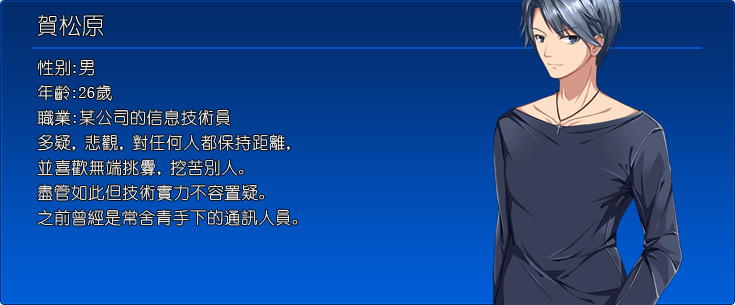 賀松原
性别:男
年齡:26歲
職業:某公司的信息技術員
多疑, 悲觀, 對任何人都保持距離,
並喜歡無端挑釁, 挖苦別人。
盡管如此但技術實力不容置疑。
之前曾經是常舍青手下的通訊人員。